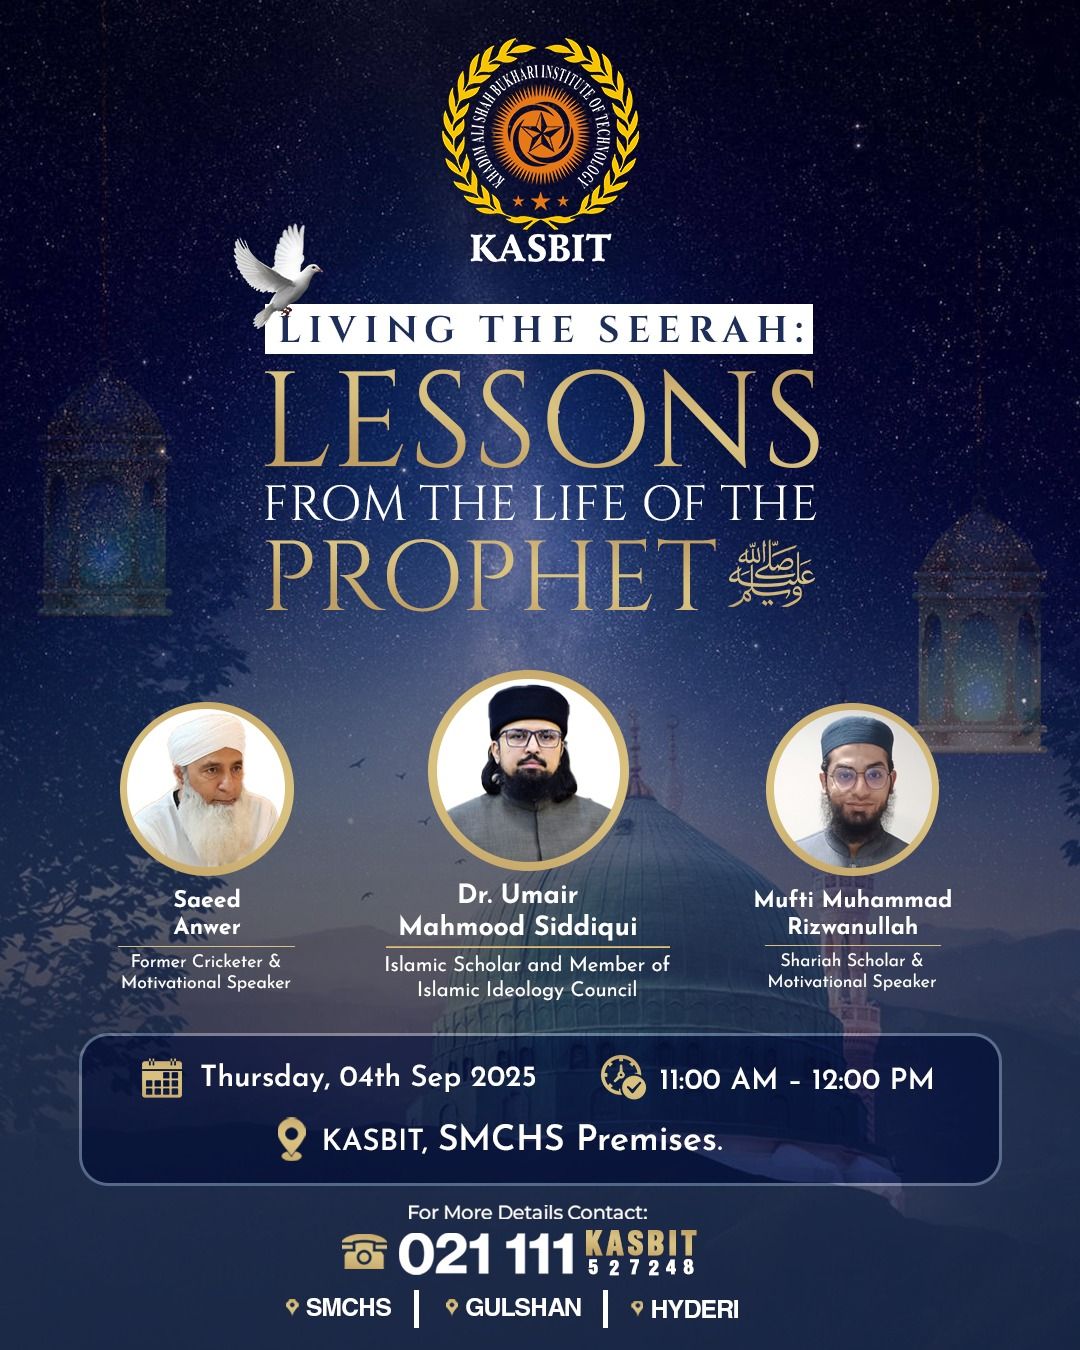 KHADIM ALI SHAH BUKHARI INSTITUTE OF TECHNOLOGY
KASBIT
LIVING THE SEERAH:
LESSONS
FROM THE LIFE OF THE
PROPHET ﷺ
Saeed
Anwer
Former Cricketer &
Motivational Speaker
Dr. Umair
Mahmood Siddiqui
Islamic Scholar and Member of
Islamic Ideology Council
Mufti Muhammad
Rizwanullah
Shariah Scholar &
Motivational Speaker
Thursday, 04th Sep 2025
11:00 AM – 12:00 PM
KASBIT, SMCHS Premises.
For More Details Contact:
021 111 KASBIT
527248
SMCHS | GULSHAN | HYDERI